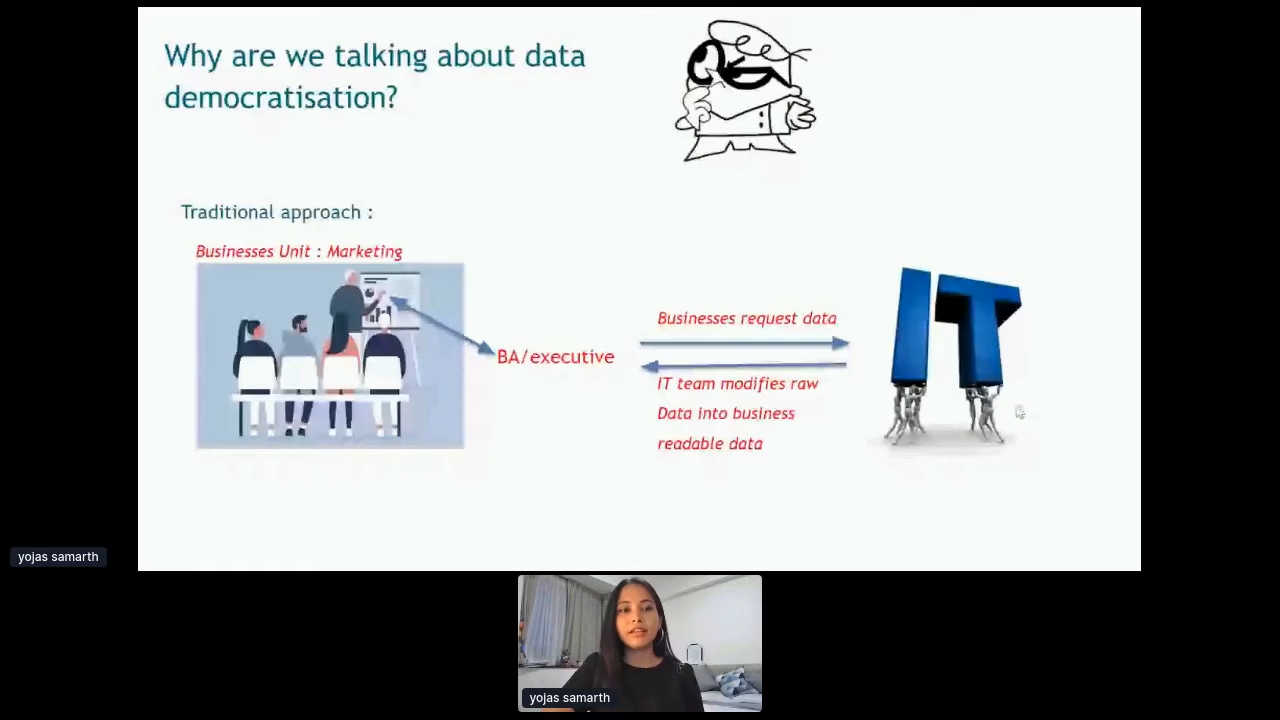 Why are we talking about data
democratisation?
Traditional approach :
Businesses Unit : Marketing
BA/executive
Businesses request data
IT team modifies raw
Data into business
readable data
IT
yojas samarth
yojas samarth